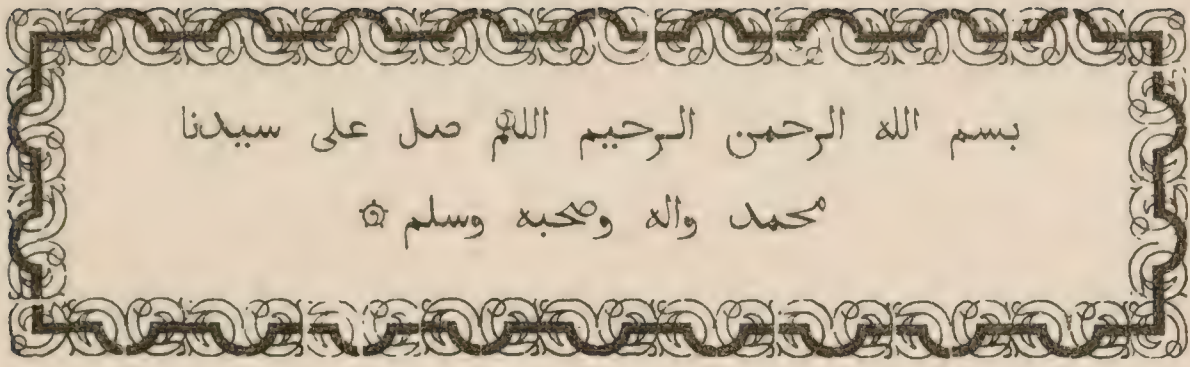 بسم الله الرحمن الرحيم اللهم صل على سيدنا
محمد واله وصحبه وسلم ۞